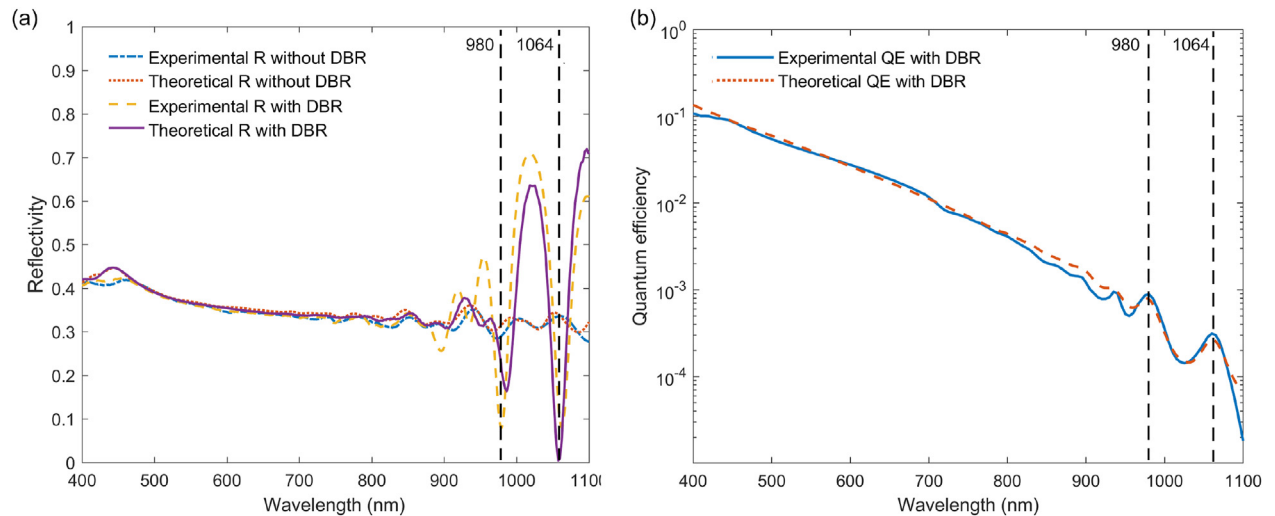 (a)
1
0.9
0.8
0.7
0.6
0.5
0.4
0.3
0.2
0.1
0
Reflectivity
980 1064
Experimental R without DBR
Theoretical R without DBR
Experimental R with DBR
Theoretical R with DBR
400 500 600 700 800 900 1000 1100
Wavelength (nm)
(b)
10^0
10^-1
10^-2
10^-3
10^-4
Quantum efficiency
980 1064
Experimental QE with DBR
Theoretical QE with DBR
400 500 600 700 800 900 1000 1100
Wavelength (nm)